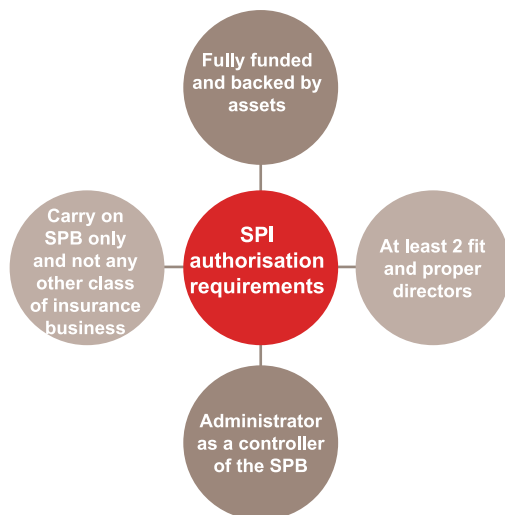 Fully funded
and backed by
assets
Carry on
SPB only
and not any
other class
of insurance
business
SPI
authorisation
requirements
At least 2 fit
and proper
directors
Administrator
as a controller
of the SPB